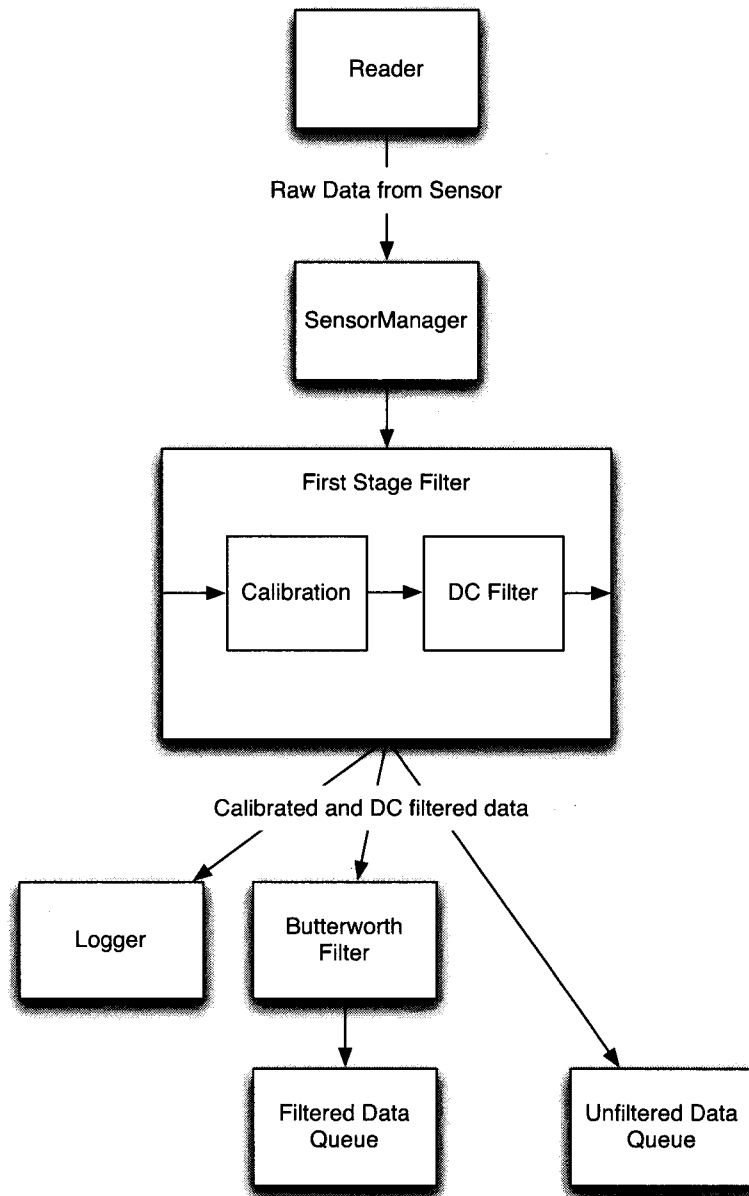 Reader
Raw Data from Sensor
SensorManager
First Stage Filter
Calibration
DC Filter
Calibrated and DC filtered data
Logger
Butterworth
Filter
Filtered Data
Queue
Unfiltered Data
Queue